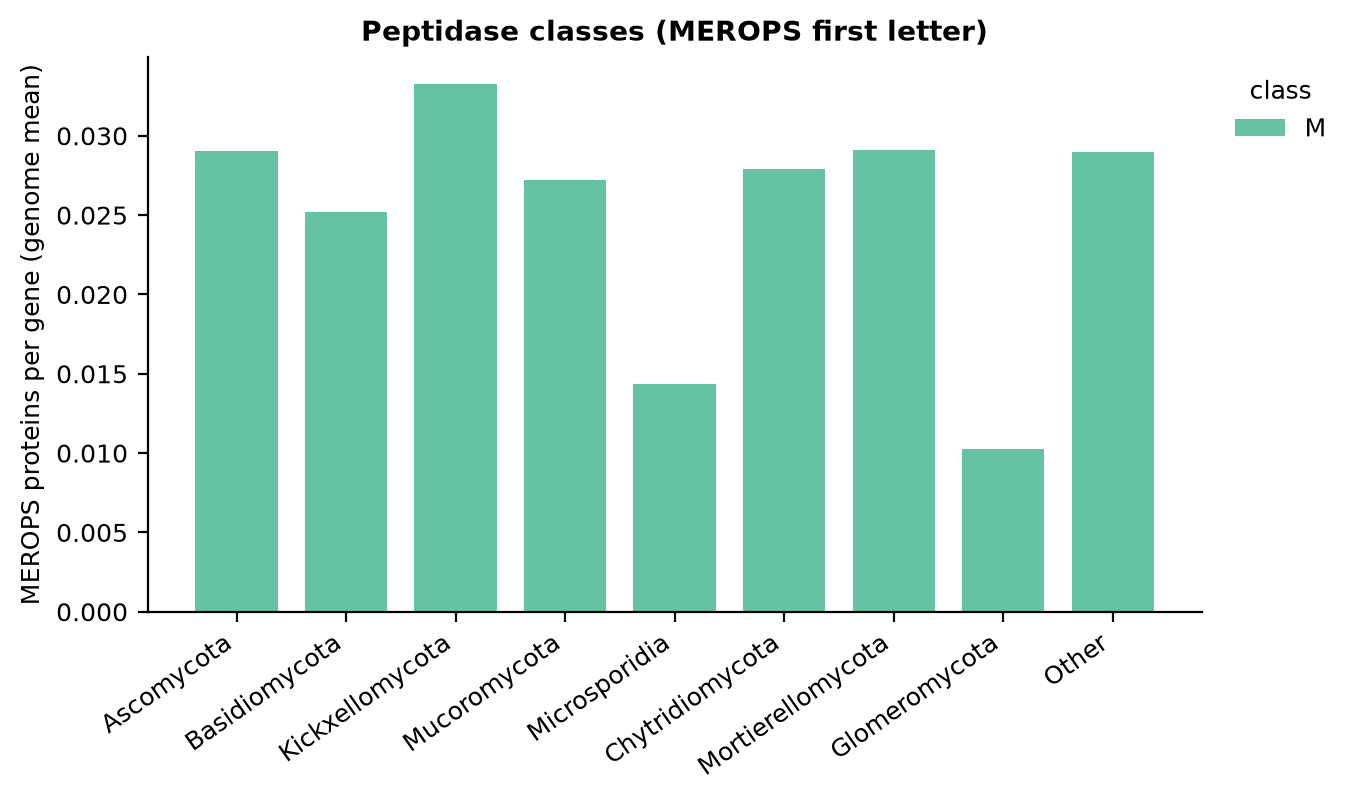 Peptidase classes (MEROPS first letter)
MEROPS proteins per gene (genome mean)
0.030
0.025
0.020
0.015
0.010
0.005
0.000
Ascomycota
Basidiomycota
Kickxellomycota
Mucoromycota
Microsporidia
Chytridiomycota
Mortierellomycota
Glomeromycota
Other
class
M